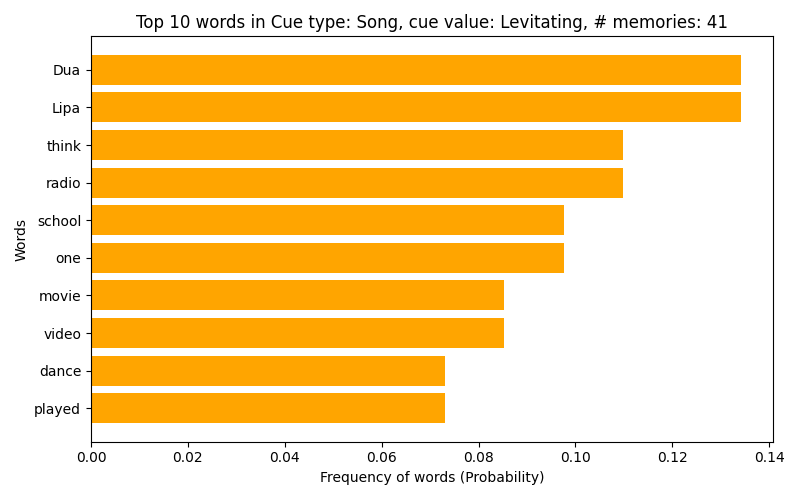 Top 10 words in Cue type: Song, cue value: Levitating, # memories: 41
Words
Dua
Lipa
think
radio
school
one
movie
video
dance
played
0.00 0.02 0.04 0.06 0.08 0.10 0.12 0.14
Frequency of words (Probability)